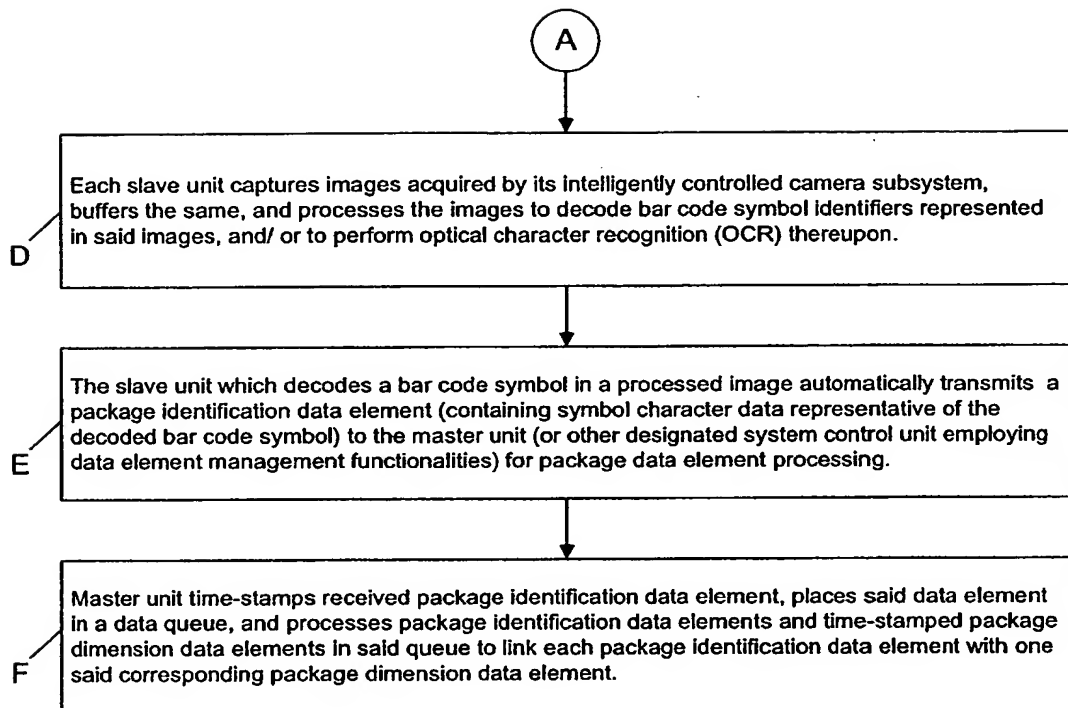 A
Each slave unit captures images acquired by its intelligently controlled camera subsystem,
buffers the same, and processes the images to decode bar code symbol identifiers represented
in said images, and/ or to perform optical character recognition (OCR) thereupon.
D
The slave unit which decodes a bar code symbol in a processed image automatically transmits a
package identification data element (containing symbol character data representative of the
decoded bar code symbol) to the master unit (or other designated system control unit employing
data element management functionalities) for package data element processing.
E
Master unit time-stamps received package identification data element, places said data element
in a data queue, and processes package identification data elements and time-stamped package
dimension data elements in said queue to link each package identification data element with one
said corresponding package dimension data element.
F